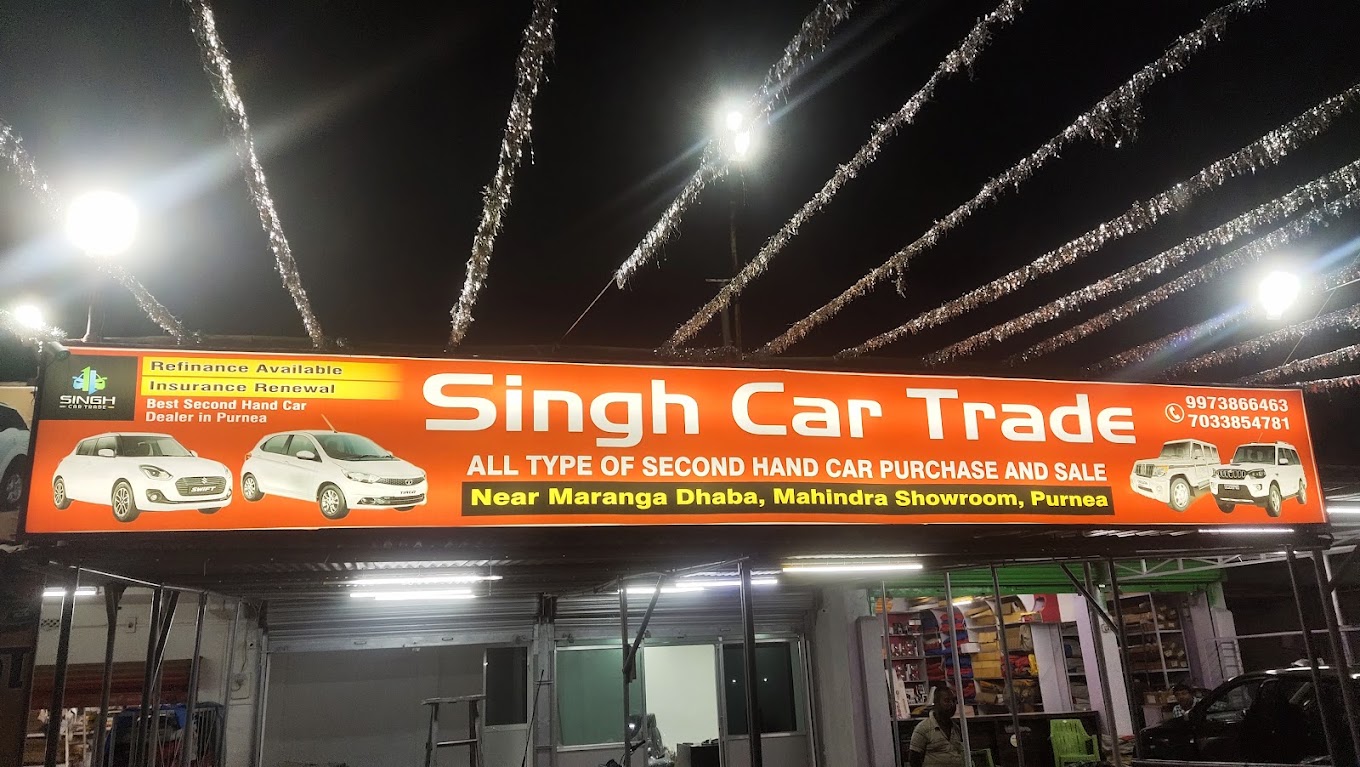 SINGH
CAR TRADE
Refinance Available
Insurance Renewal
Best Second Hand Car
Dealer in Purnea
Singh Car Trade
9973866463
7033854781
ALL TYPE OF SECOND HAND CAR PURCHASE AND SALE
Near Maranga Dhaba, Mahindra Showroom, Purnea
SWIFT